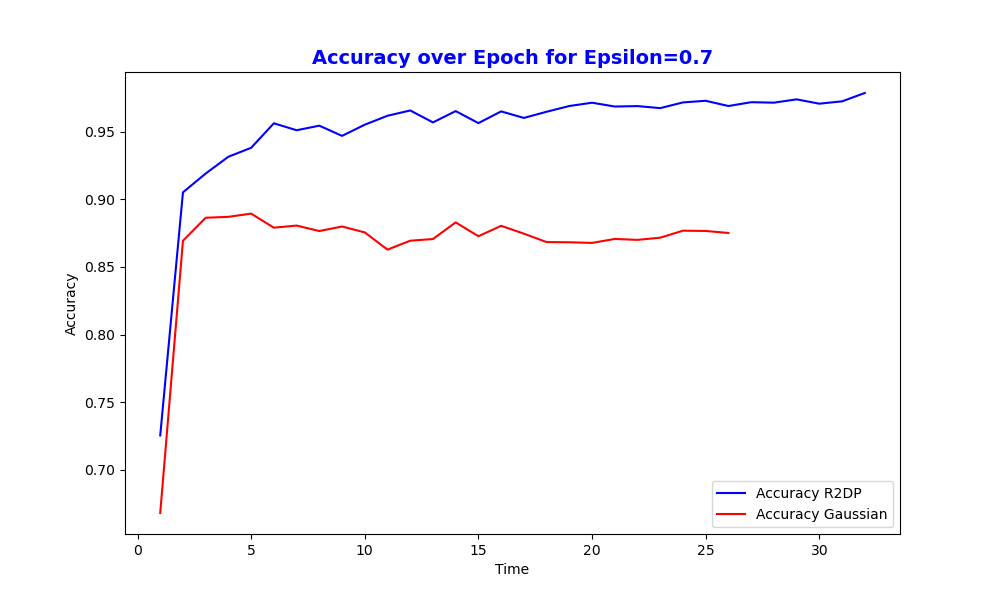 Accuracy over Epoch for Epsilon=0.7
Accuracy
0.95
0.90
0.85
0.80
0.75
0.70
0
5
10
15
20
25
30
Time
Accuracy R2DP
Accuracy Gaussian